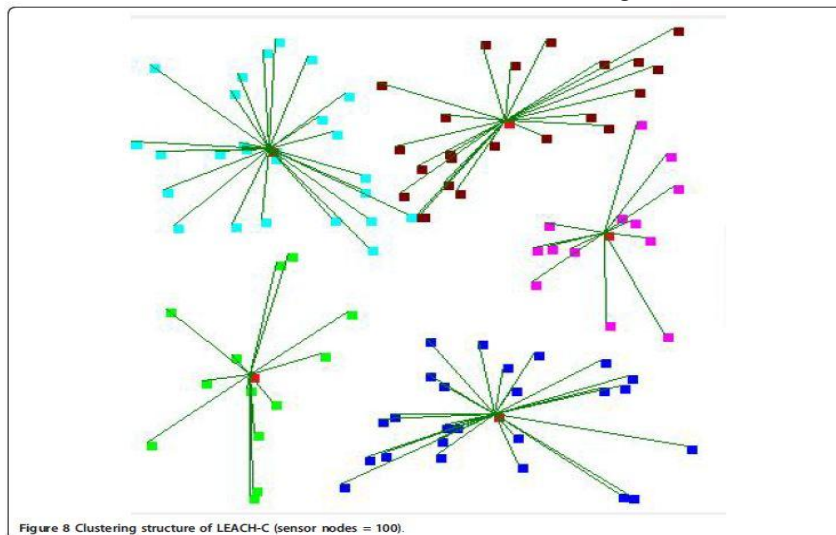 Figure 8 Clustering structure of LEACH-C (sensor nodes = 100).